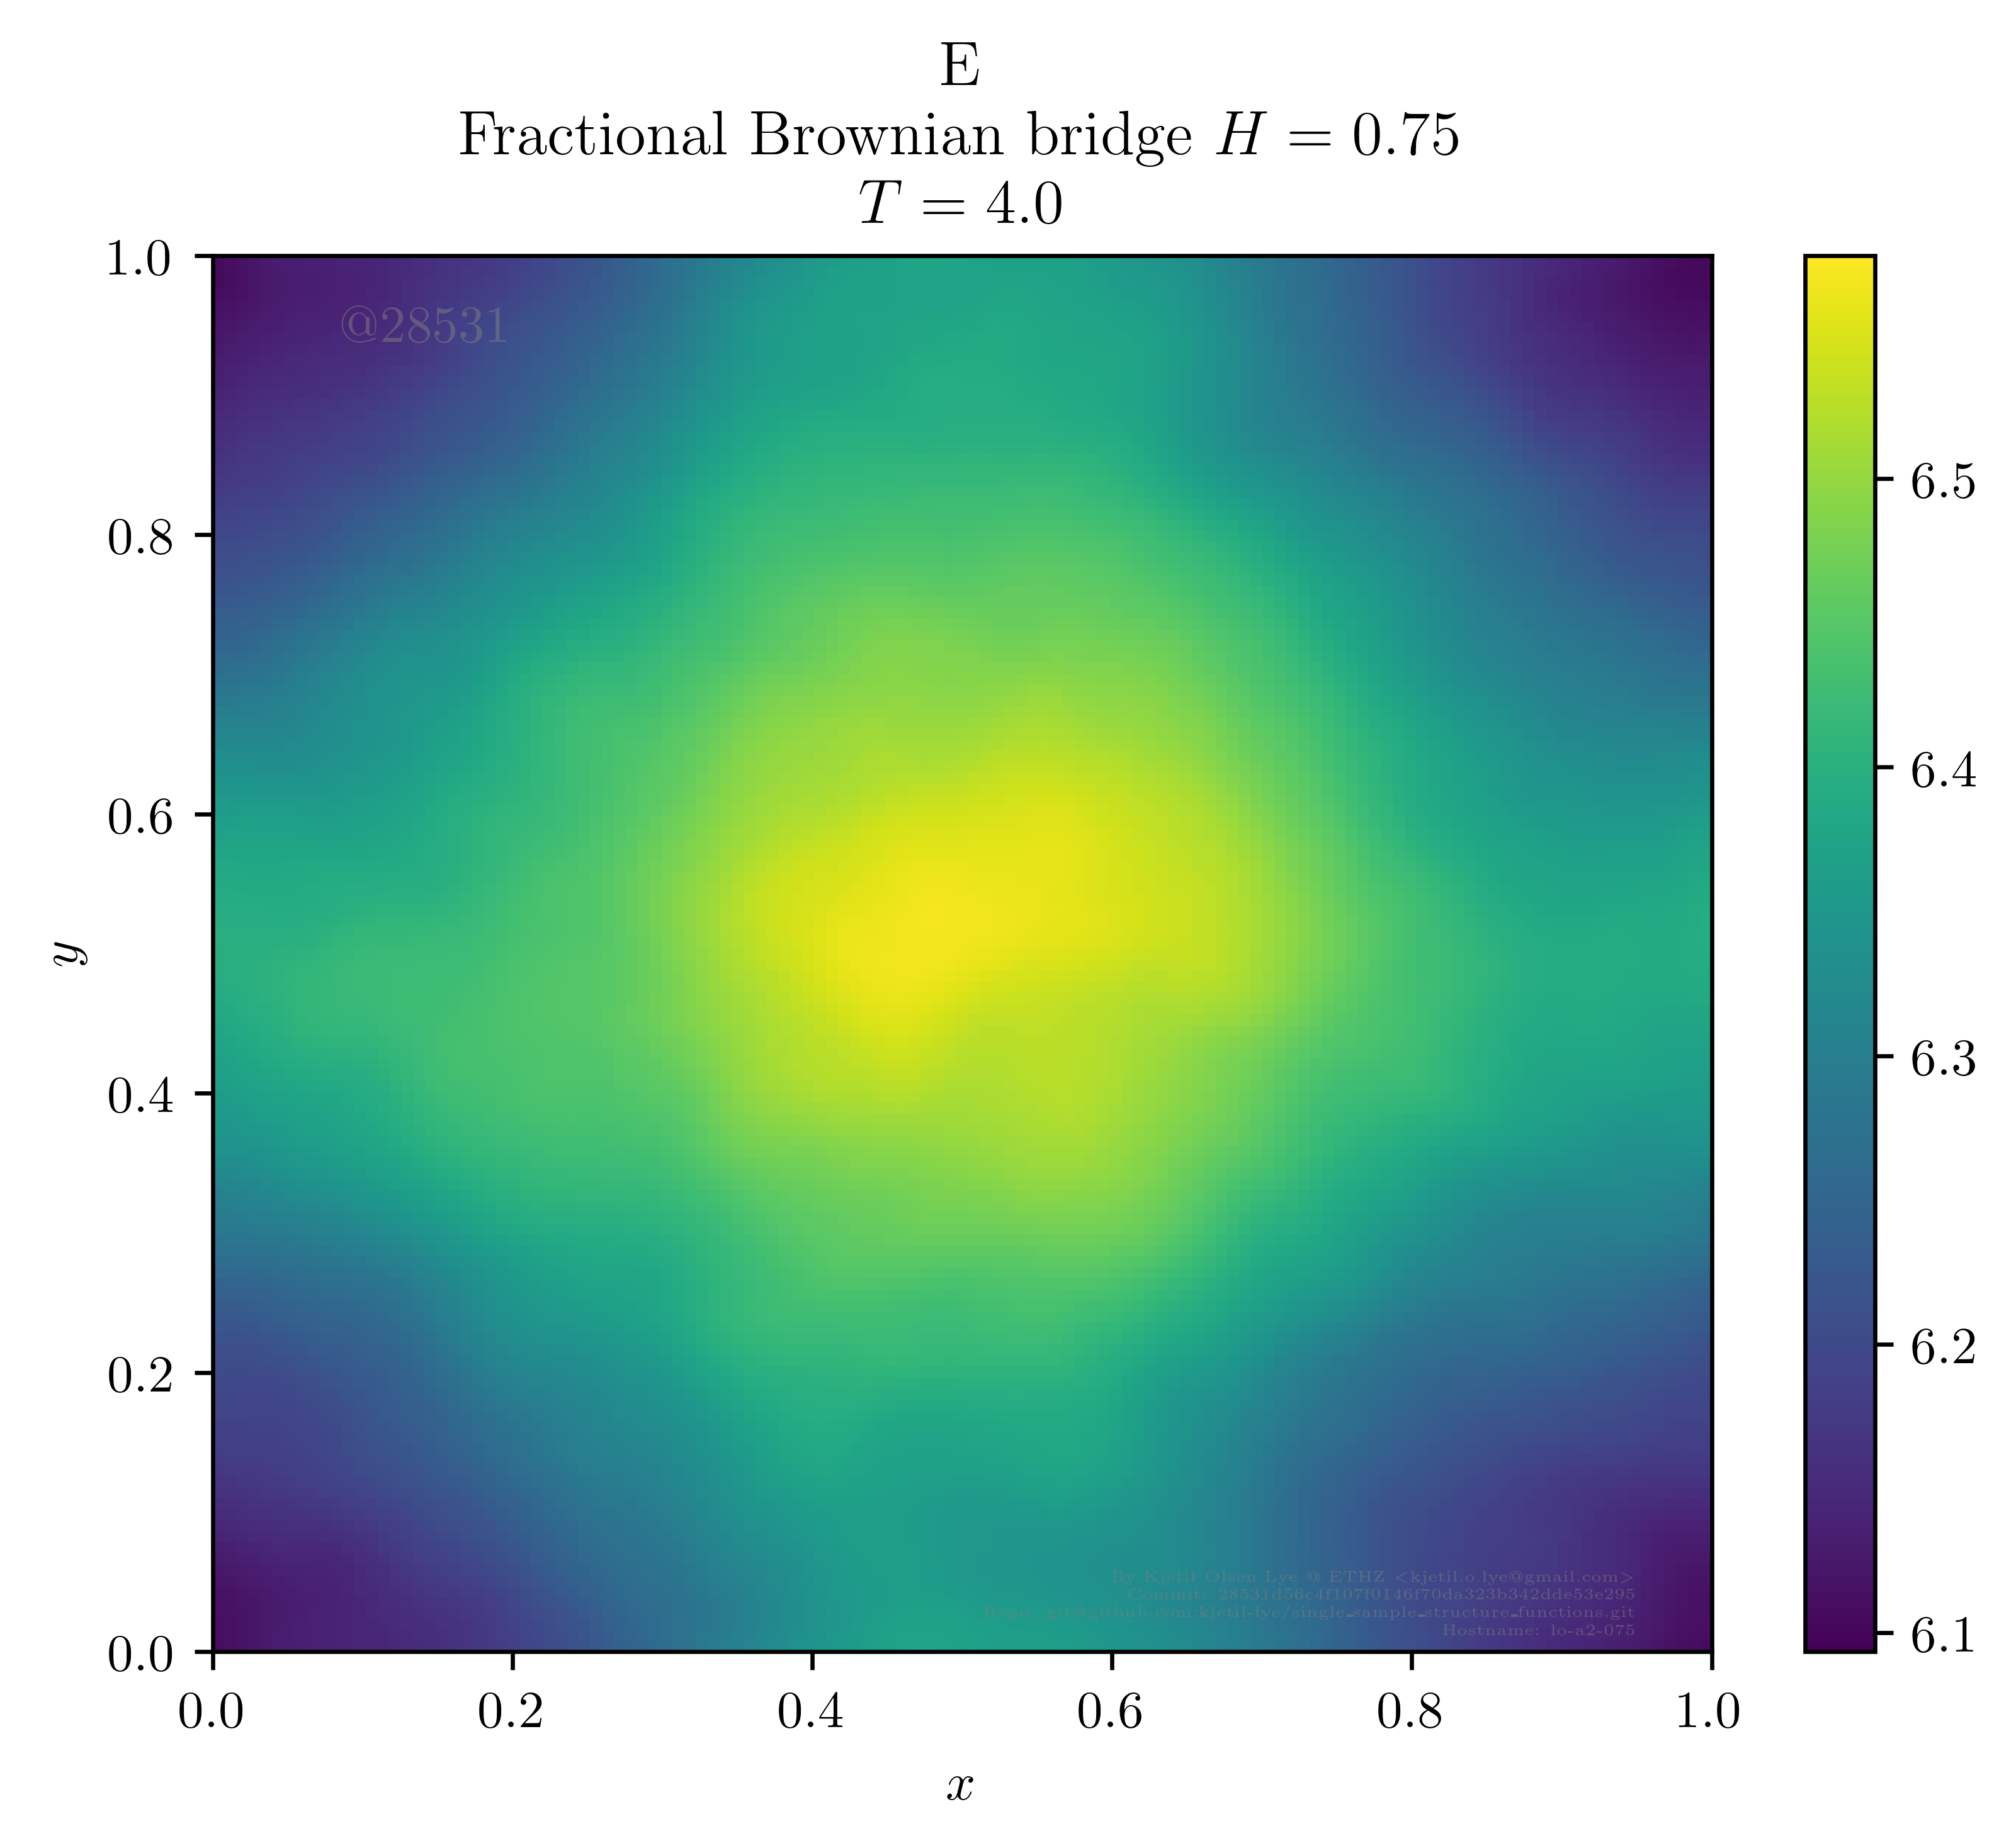 E
Fractional Brownian bridge H = 0.75
T = 4.0
1.0
0.8
0.6
0.4
0.2
0.0
y
0.0 0.2 0.4 0.6 0.8 1.0
x
6.5
6.4
6.3
6.2
6.1
@28531
By Kjetil Olsen Lye @ ETHZ <kjetil.o.lye@gmail.com>
Commit: 28531d56c4f107f0146f70da323b342dde53e295
Repo: git@github.com:kjetil-lye/single_sample_structure_functions.git
Hostname: lo-a2-075